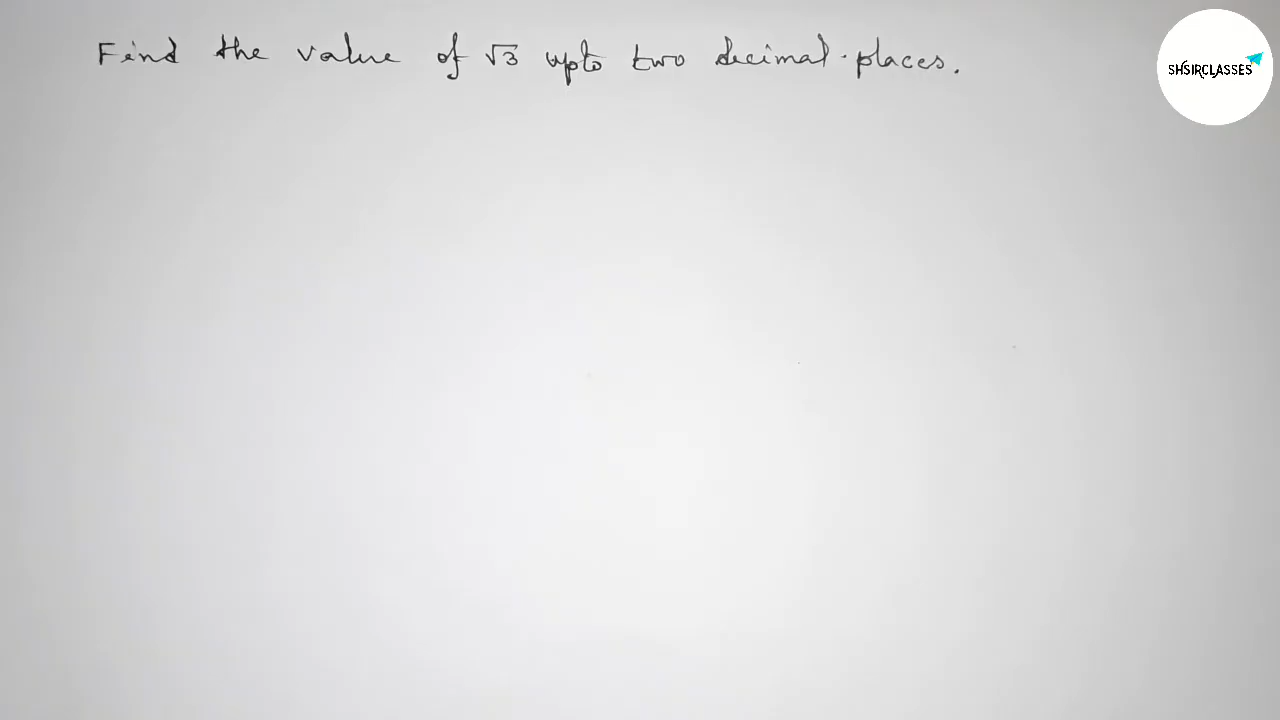 Find the value of √3 upto two decimal places.
SHSIRCLASSES